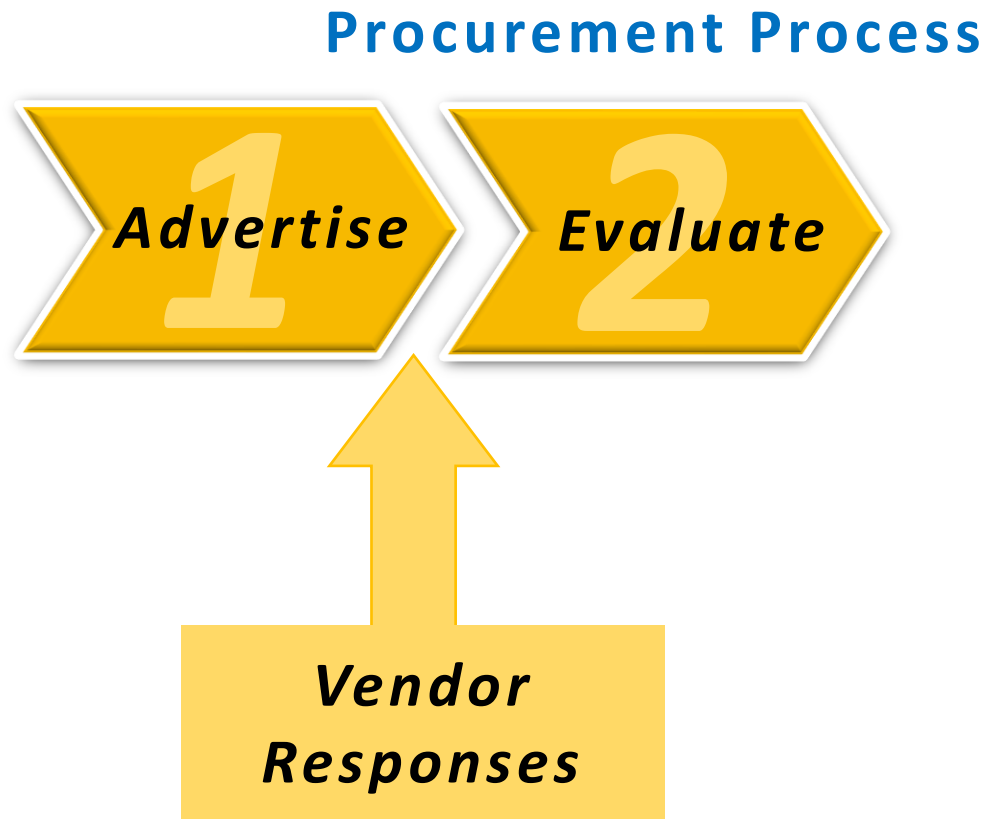 Procurement Process
1
Advertise
2
Evaluate
Vendor
Responses